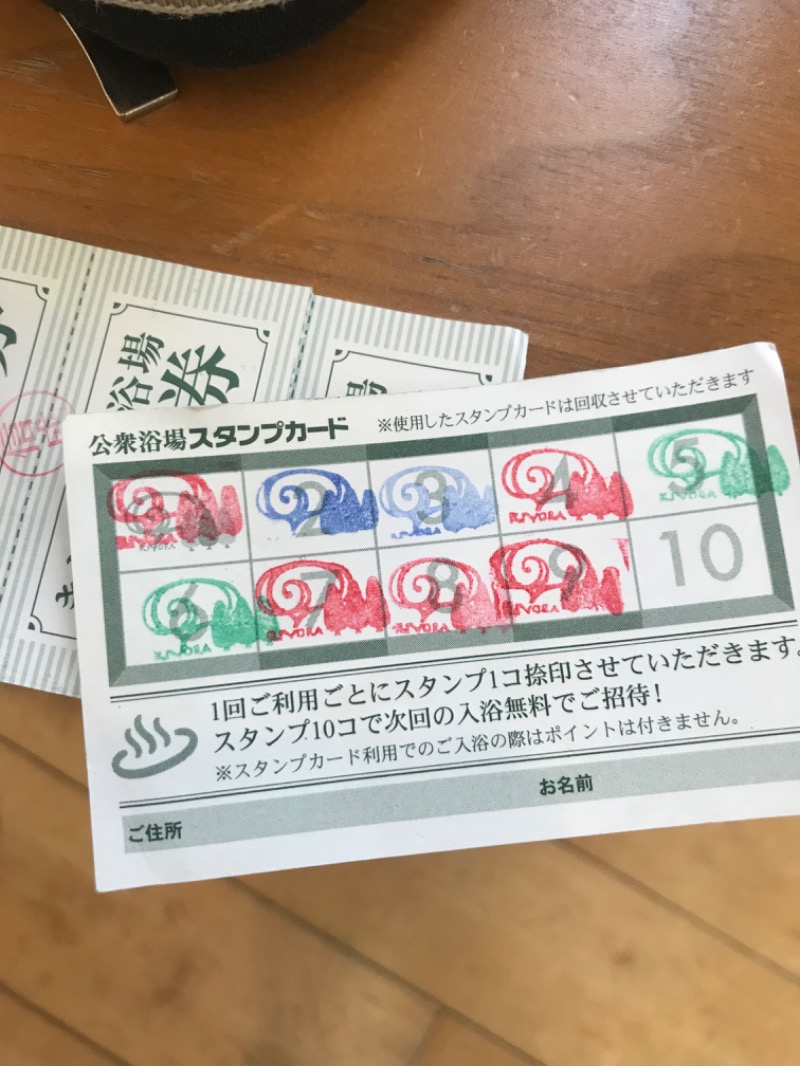 浴場
券
場
公衆浴場スタンプカード
※使用したスタンプカードは回収させていただきます
2 3 4 5
KIYORA
6 7 8 9 10
KIYORA
1回ご利用ごとにスタンプ1コ捺印させていただきます。
スタンプ10コで次回の入浴無料でご招待!
※スタンプカード利用でのご入浴の際はポイントは付きません。
お名前
ご住所